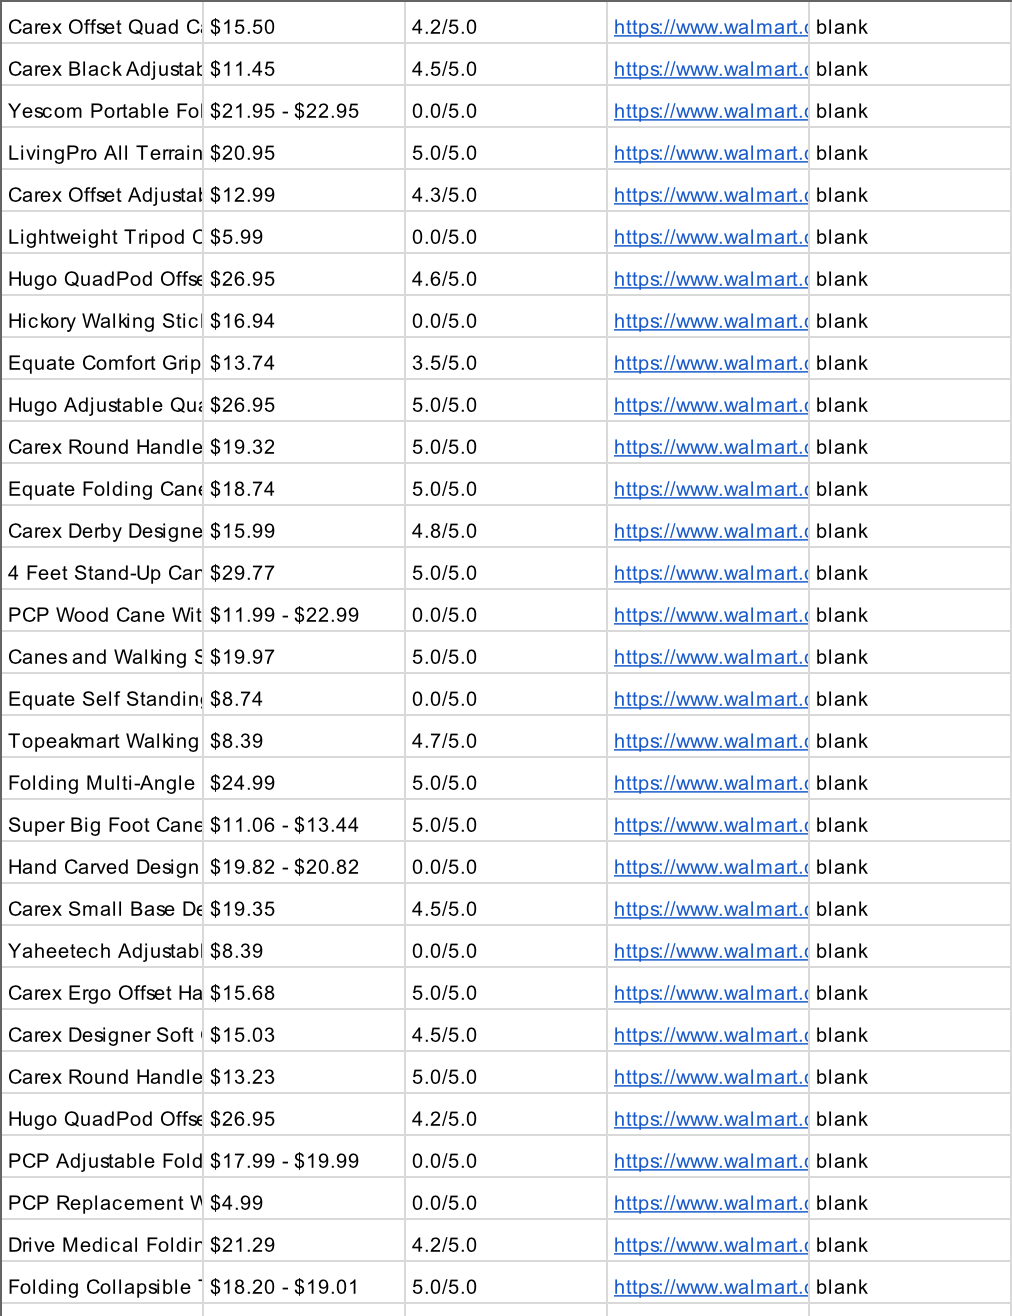 Carex Offset Quad Ca $15.50 4.2/5.0 https://www.walmart.c blank
Carex Black Adjustab $11.45 4.5/5.0 https://www.walmart.c blank
Yescom Portable Fol $21.95 - $22.95 0.0/5.0 https://www.walmart.c blank
LivingPro All Terrain $20.95 5.0/5.0 https://www.walmart.c blank
Carex Offset Adjustab $12.99 4.3/5.0 https://www.walmart.c blank
Lightweight Tripod C $5.99 0.0/5.0 https://www.walmart.c blank
Hugo QuadPod Offse $26.95 4.6/5.0 https://www.walmart.c blank
Hickory Walking Stick $16.94 0.0/5.0 https://www.walmart.c blank
Equate Comfort Grip $13.74 3.5/5.0 https://www.walmart.c blank
Hugo Adjustable Qua $26.95 5.0/5.0 https://www.walmart.c blank
Carex Round Handle $19.32 5.0/5.0 https://www.walmart.c blank
Equate Folding Cane $18.74 5.0/5.0 https://www.walmart.c blank
Carex Derby Designe $15.99 4.8/5.0 https://www.walmart.c blank
4 Feet Stand-Up Can $29.77 5.0/5.0 https://www.walmart.c blank
PCP Wood Cane Wit $11.99 - $22.99 0.0/5.0 https://www.walmart.c blank
Canes and Walking S $19.97 5.0/5.0 https://www.walmart.c blank
Equate Self Standing $8.74 0.0/5.0 https://www.walmart.c blank
Topeakmart Walking $8.39 4.7/5.0 https://www.walmart.c blank
Folding Multi-Angle $24.99 5.0/5.0 https://www.walmart.c blank
Super Big Foot Cane $11.06 - $13.44 5.0/5.0 https://www.walmart.c blank
Hand Carved Design $19.82 - $20.82 0.0/5.0 https://www.walmart.c blank
Carex Small Base De $19.35 4.5/5.0 https://www.walmart.c blank
Yaheetech Adjustabl $8.39 0.0/5.0 https://www.walmart.c blank
Carex Ergo Offset Ha $15.68 5.0/5.0 https://www.walmart.c blank
Carex Designer Soft $15.03 4.5/5.0 https://www.walmart.c blank
Carex Round Handle $13.23 5.0/5.0 https://www.walmart.c blank
Hugo QuadPod Offse $26.95 4.2/5.0 https://www.walmart.c blank
PCP Adjustable Fold $17.99 - $19.99 0.0/5.0 https://www.walmart.c blank
PCP Replacement W $4.99 0.0/5.0 https://www.walmart.c blank
Drive Medical Foldin $21.29 4.2/5.0 https://www.walmart.c blank
Folding Collapsible T $18.20 - $19.01 5.0/5.0 https://www.walmart.c blank